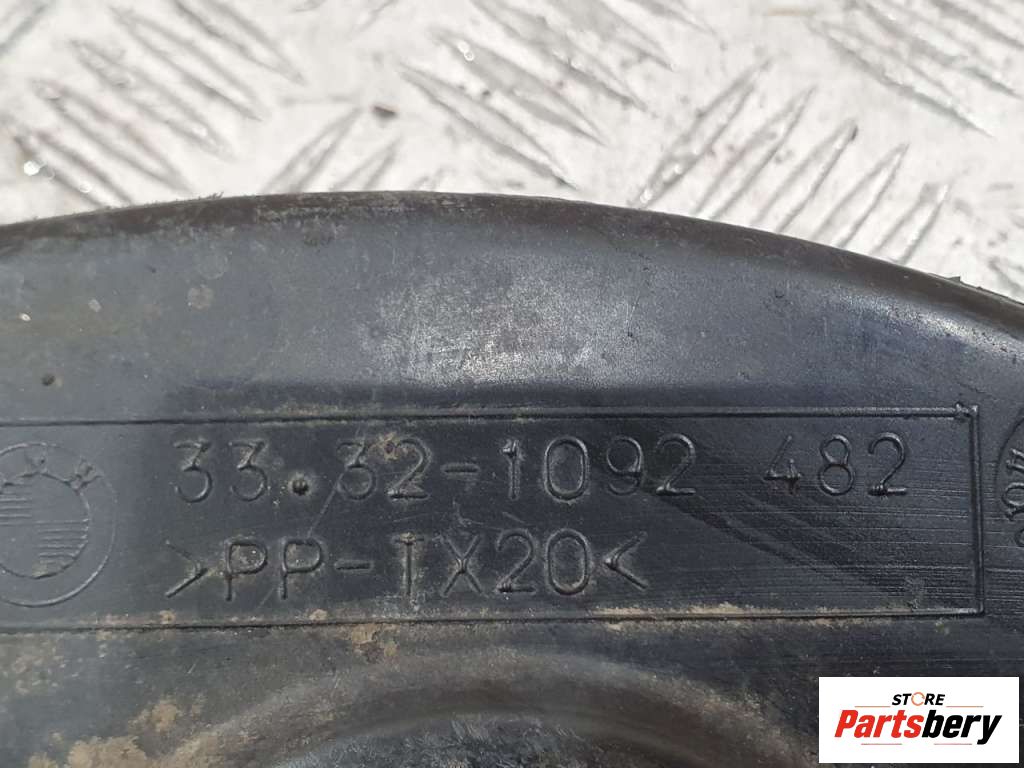 33.32-1092 482
>PP-TX20<
STORE
Partsbery